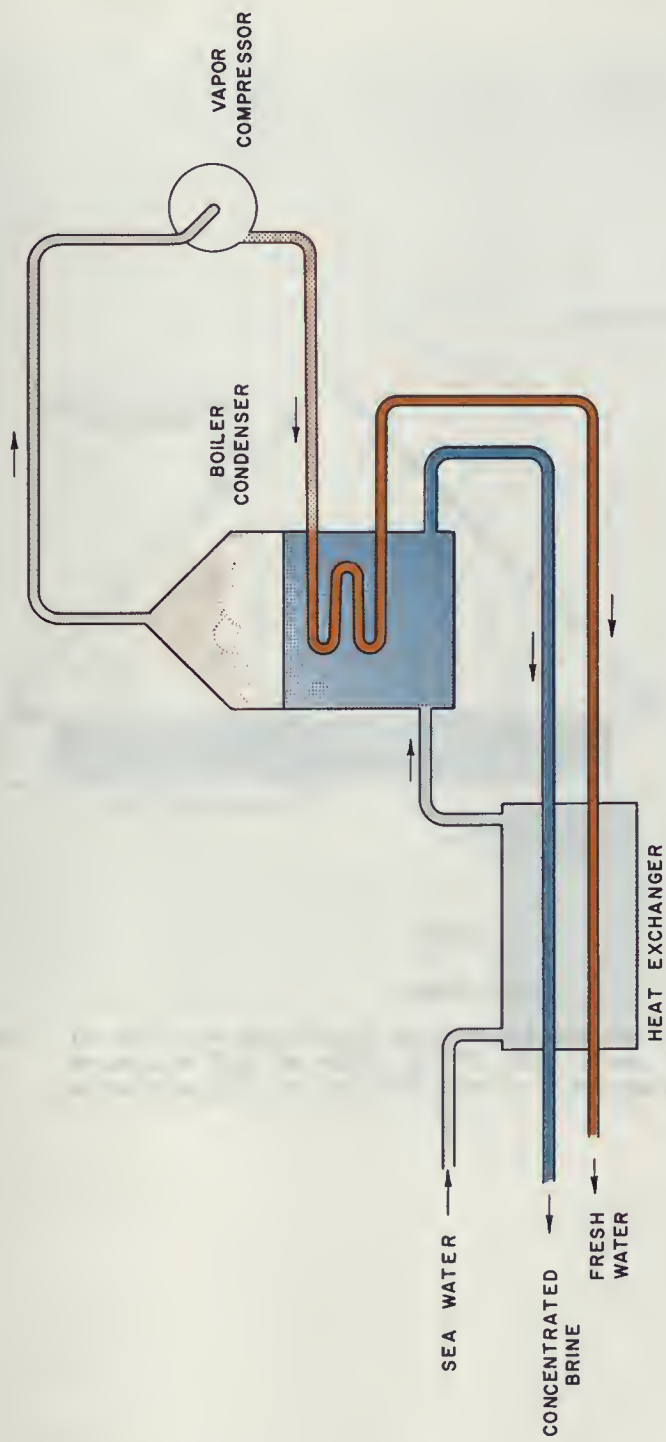 VAPOR
COMPRESSOR
BOILER
CONDENSER
SEA WATER
HEAT EXCHANGER
CONCENTRATED
BRINE
FRESH
WATER